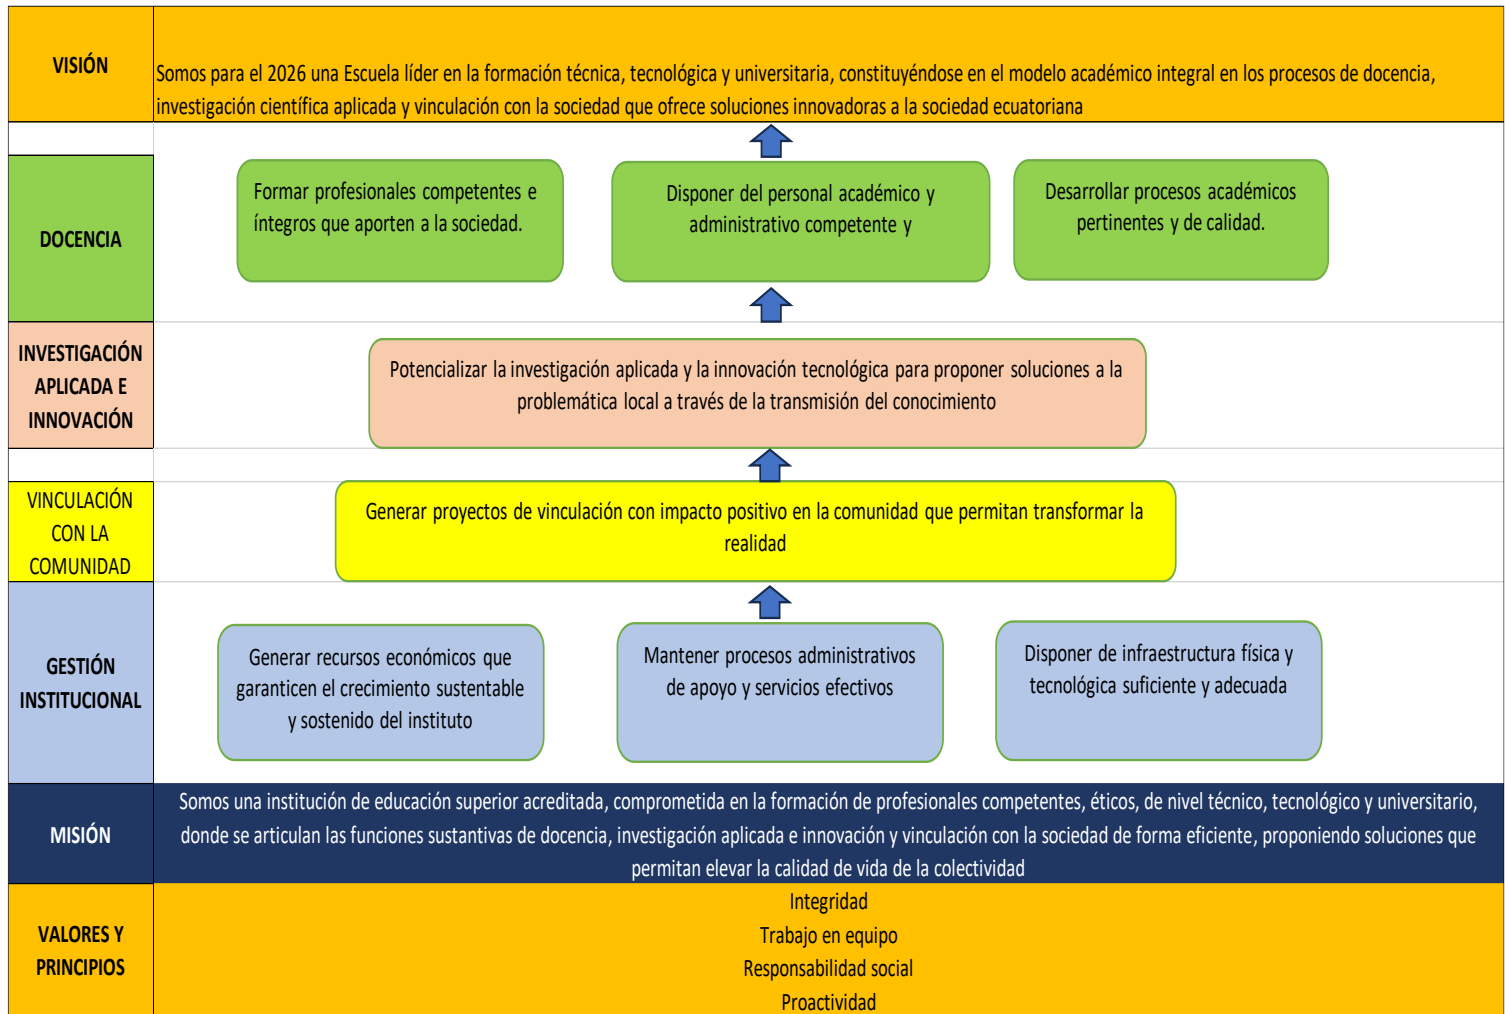 VISIÓN
Somos para el 2026 una Escuela líder en la formación técnica, tecnológica y universitaria, constituyéndose en el modelo académico integral en los procesos de docencia,
investigación científica aplicada y vinculación con la sociedad que ofrece soluciones innovadoras a la sociedad ecuatoriana
DOCENCIA
Formar profesionales competentes e
íntegros que aporten a la sociedad.
Disponer del personal académico y
administrativo competente y
Desarrollar procesos académicos
pertinentes y de calidad.
INVESTIGACIÓN
APLICADA E
INNOVACIÓN
Potencializar la investigación aplicada y la innovación tecnológica para proponer soluciones a la
problemática local a través de la transmisión del conocimiento
VINCULACIÓN
CON LA
COMUNIDAD
Generar proyectos de vinculación con impacto positivo en la comunidad que permitan transformar la
realidad
GESTIÓN
INSTITUCIONAL
Generar recursos económicos que
garanticen el crecimiento sustentable
y sostenido del instituto
Mantener procesos administrativos
de apoyo y servicios efectivos
Disponer de infraestructura física y
tecnológica suficiente y adecuada
MISIÓN
Somos una institución de educación superior acreditada, comprometida en la formación de profesionales competentes, éticos, de nivel técnico, tecnológico y universitario,
donde se articulan las funciones sustantivas de docencia, investigación aplicada e innovación y vinculación con la sociedad de forma eficiente, proponiendo soluciones que
permitan elevar la calidad de vida de la colectividad
VALORES Y
PRINCIPIOS
Integridad
Trabajo en equipo
Responsabilidad social
Proactividad